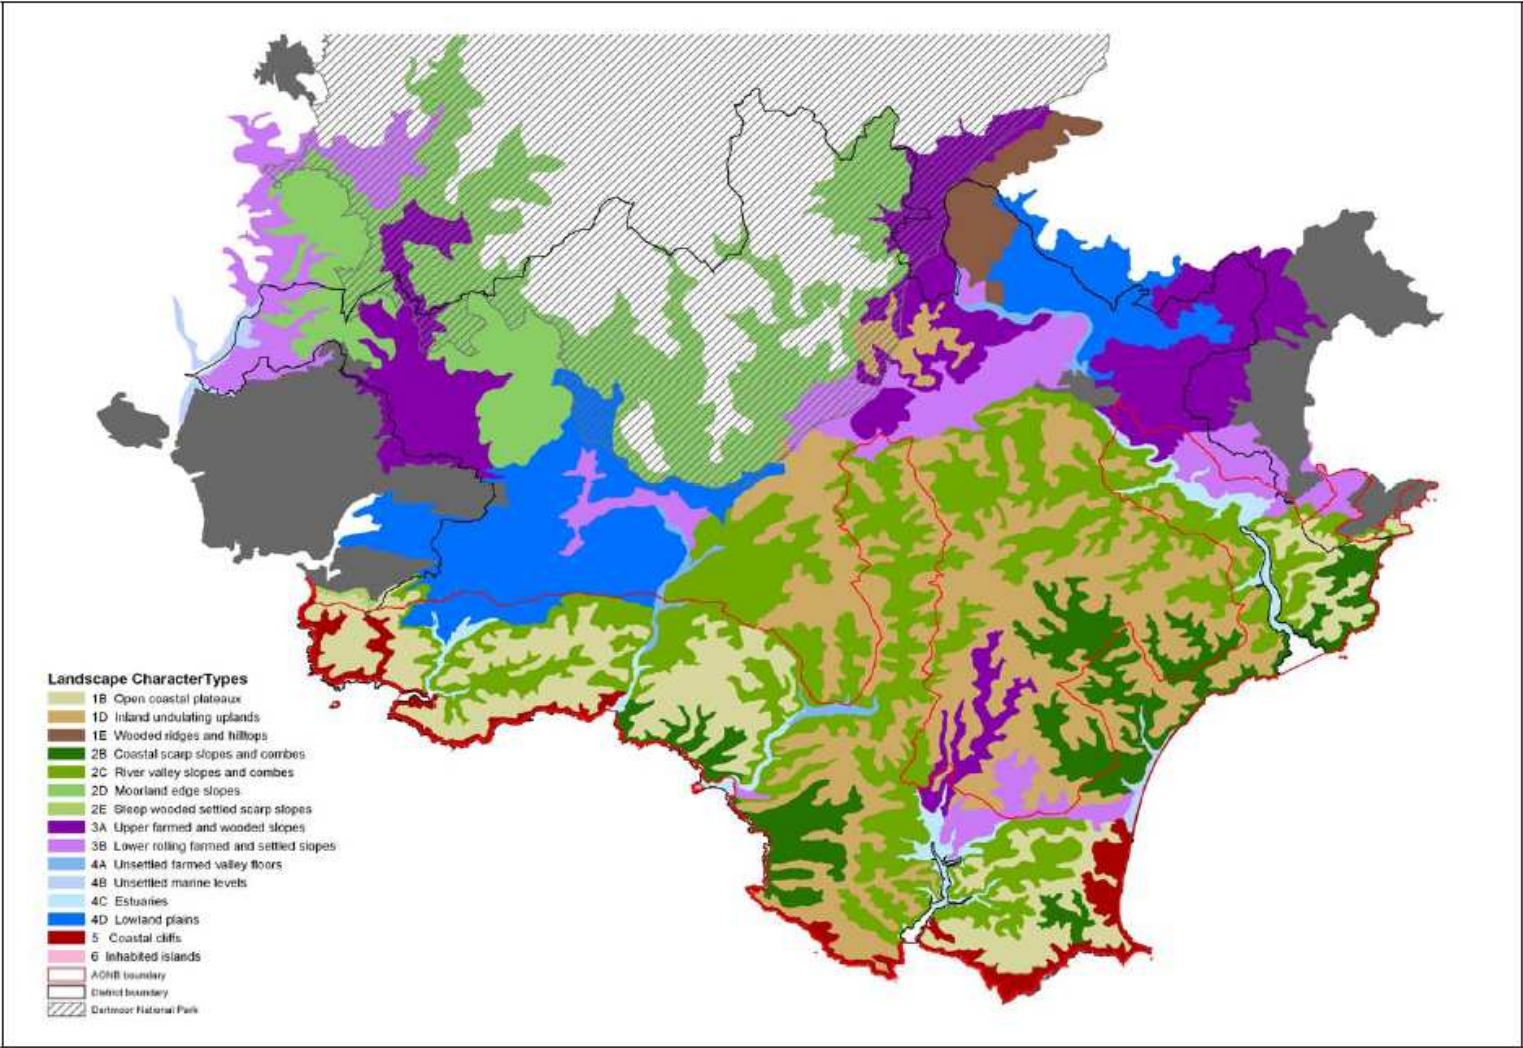 Landscape CharacterTypes
1B Open coastal plateaux
1D Inland undulating uplands
1E Wooded ridges and hilltops
2B Coastal scarp slopes and combes
2C River valley slopes and combes
2D Moorland edge slopes
2E Steep wooded settled scarp slopes
3A Upper farmed and wooded slopes
3B Lower rolling farmed and settled slopes
4A Unsettled farmed valley floors
4B Unsettled marine levels
4C Estuaries
4D Lowland plains
5 Coastal cliffs
6 Inhabited islands
AONB boundary
District boundary
Dartmoor National Park